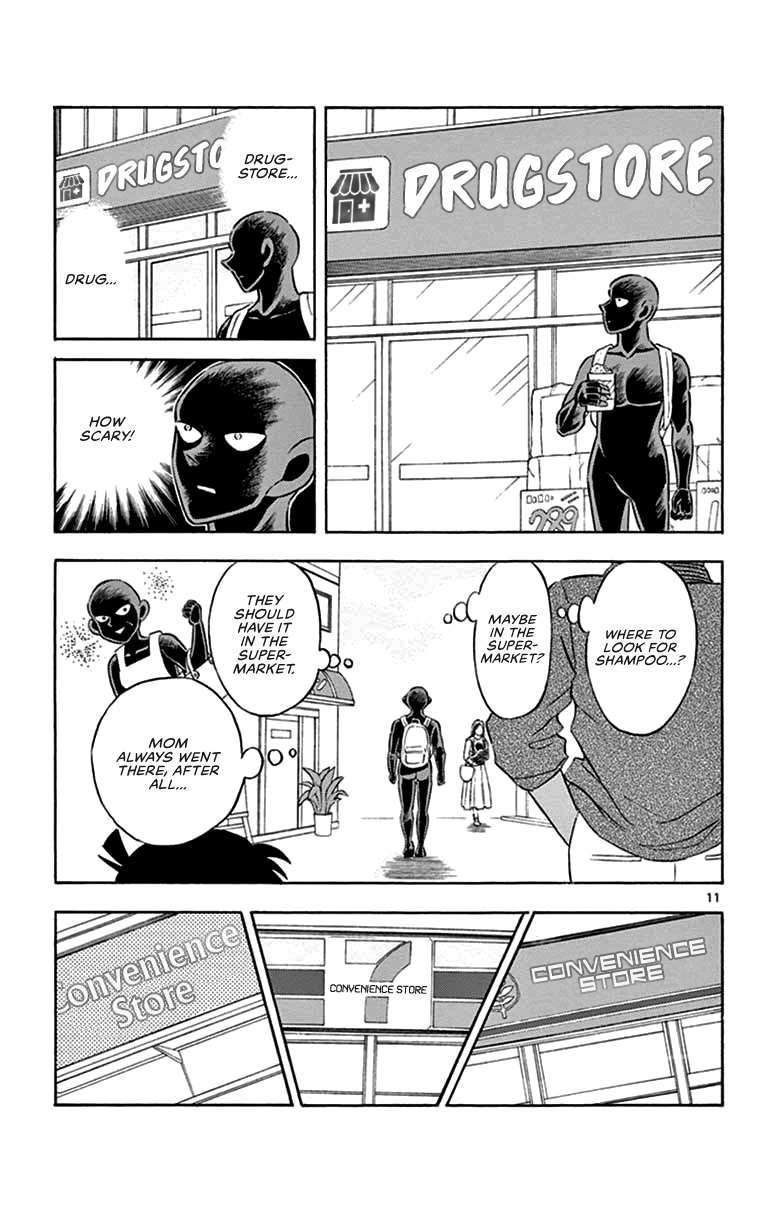 DRUGSTORE
289
DRUGSTORE
DRUG-
STORE...
DRUG...
HOW
SCARY!
WHERE TO
LOOK FOR
SHAMPOO...?
MAYBE
IN THE
SUPER-
MARKET?
THEY
SHOULD
HAVE IT
IN THE
SUPER-
MARKET.
MOM
ALWAYS WENT
THERE, AFTER
ALL...
11
CONVENIENCE
STORE
CONVENIENCE STORE
Convenience
Store